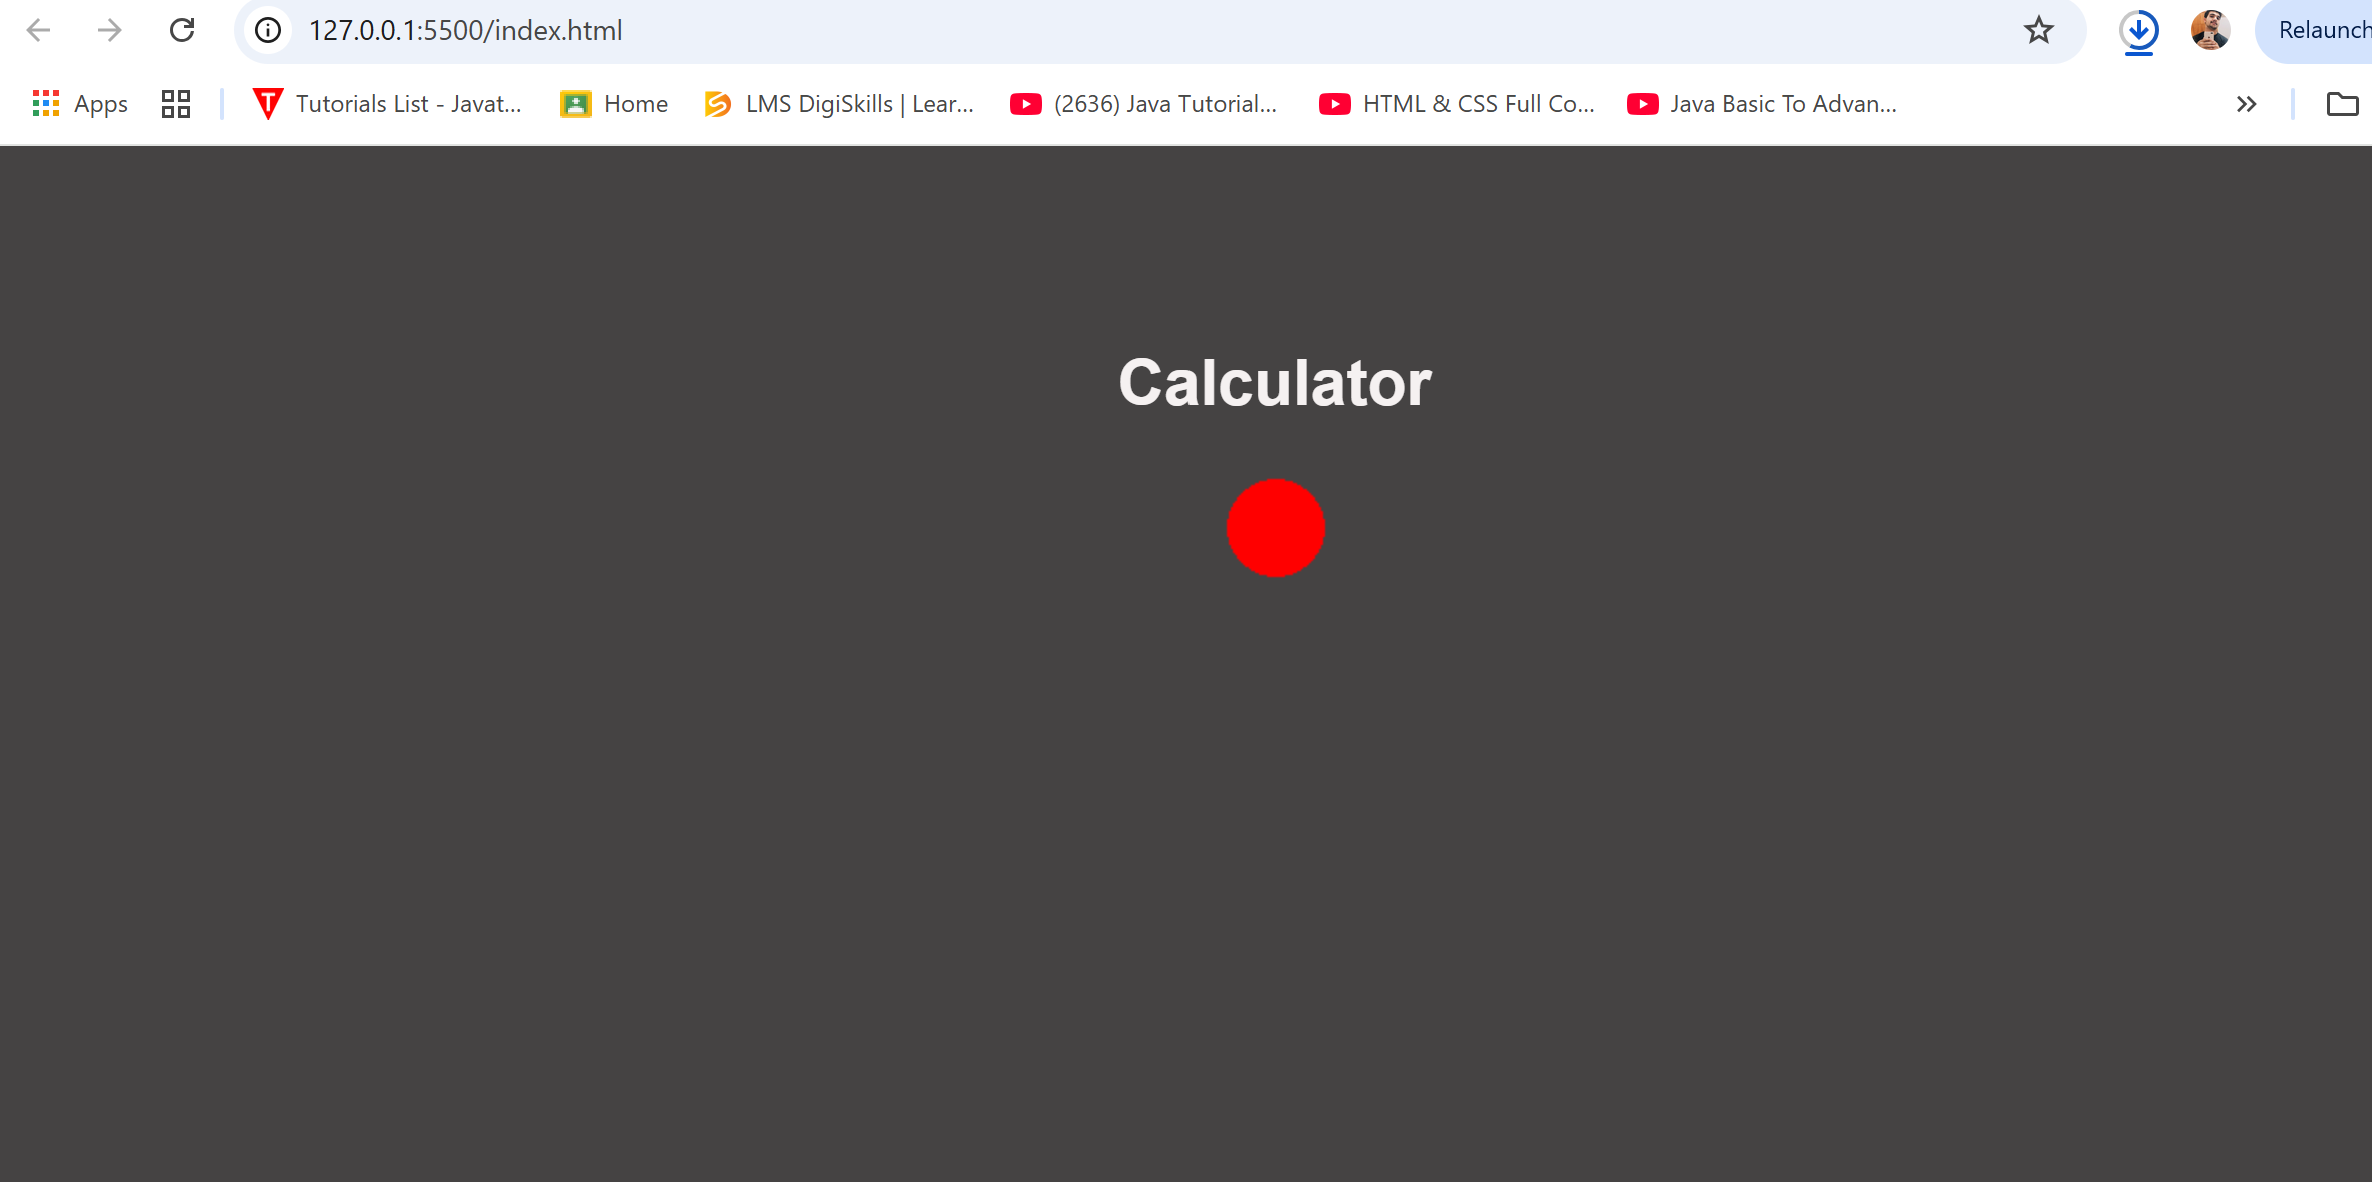 127.0.0.1:5500/index.html
Relaunch
Apps
Tutorials List - Javat...
Home
LMS DigiSkills | Lear...
(2636) Java Tutorial...
HTML & CSS Full Co...
Java Basic To Advan...
Calculator